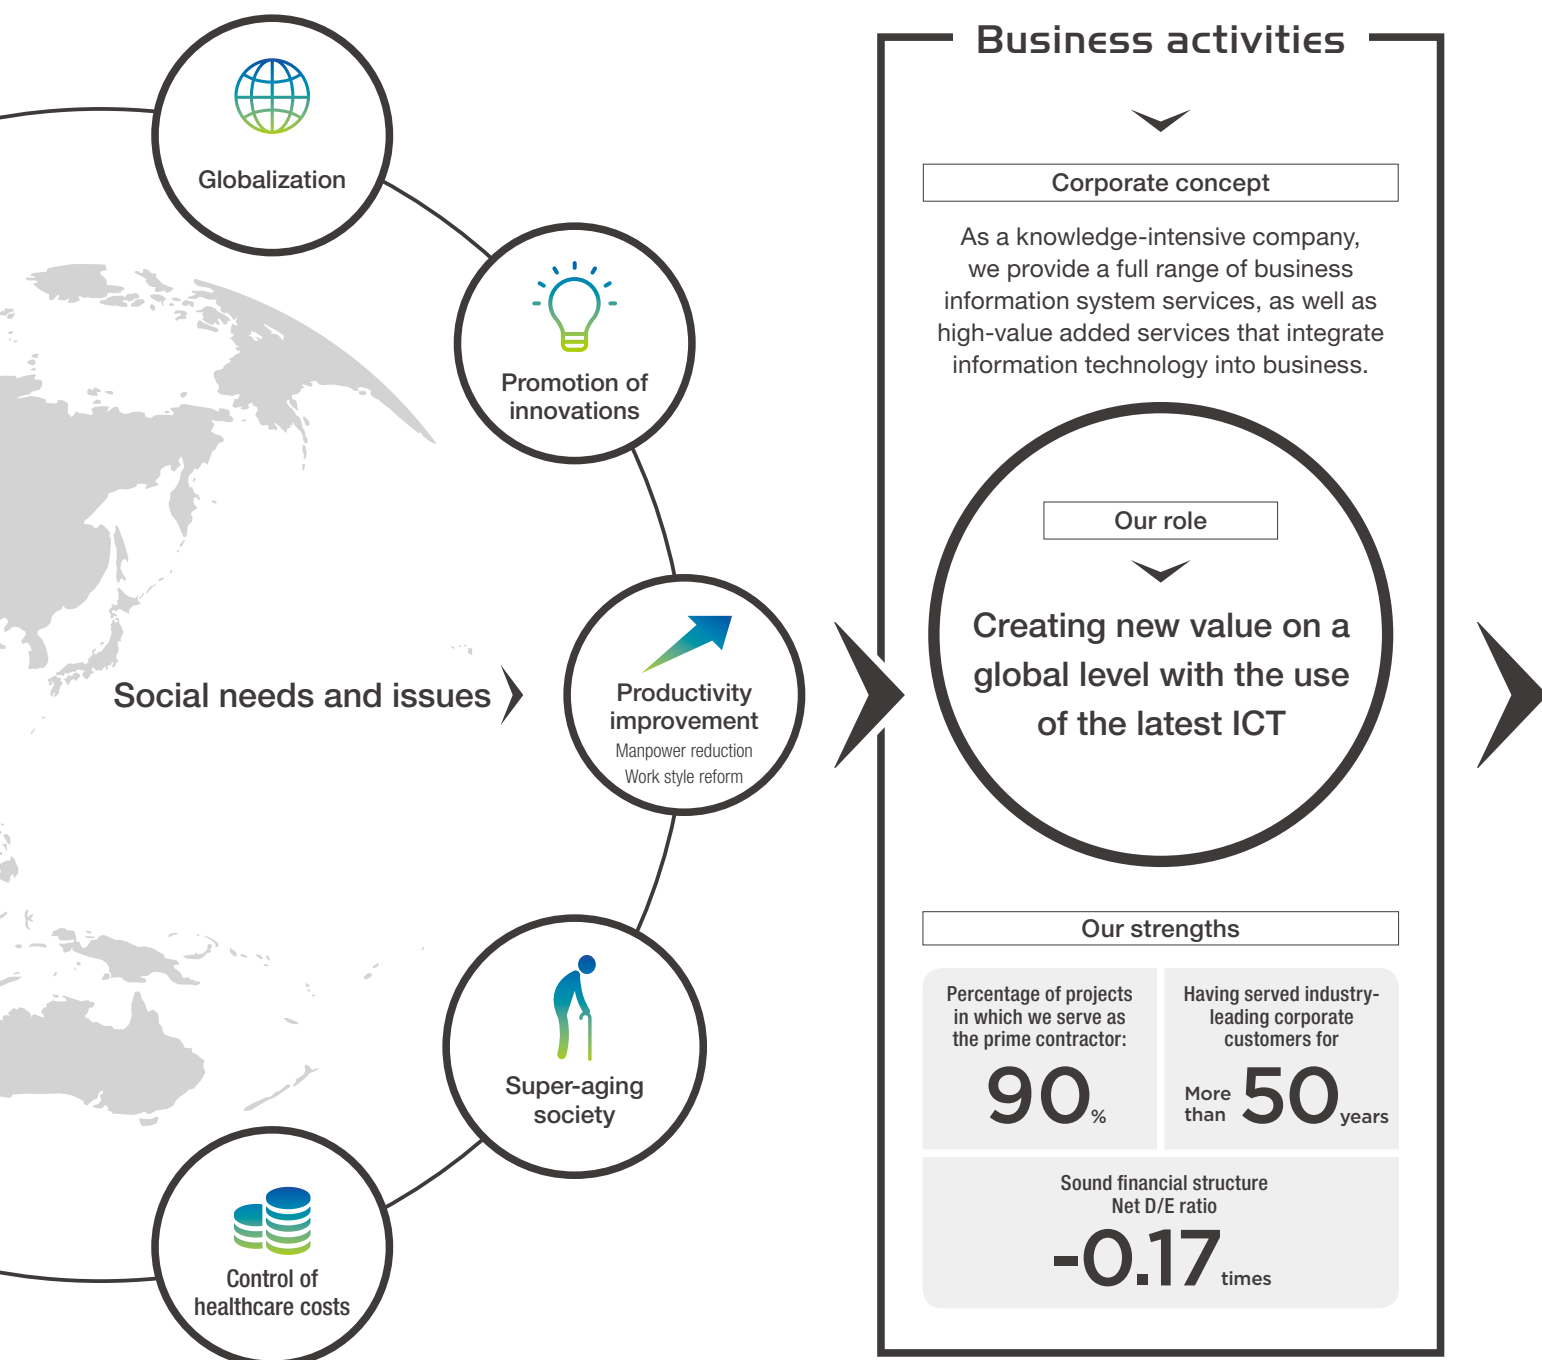 Globalization
Promotion of
innovations
Social needs and issues
Productivity
improvement
Manpower reduction
Work style reform
Super-aging
society
Control of
healthcare costs
Business activities
Corporate concept
As a knowledge-intensive company,
we provide a full range of business
information system services, as well as
high-value added services that integrate
information technology into business.
Our role
Creating new value on a
global level with the use
of the latest ICT
Our strengths
Percentage of projects
in which we serve as
the prime contractor:
90%
Having served industry-
leading corporate
customers for
More
than 50 years
Sound financial structure
Net D/E ratio
-0.17 times